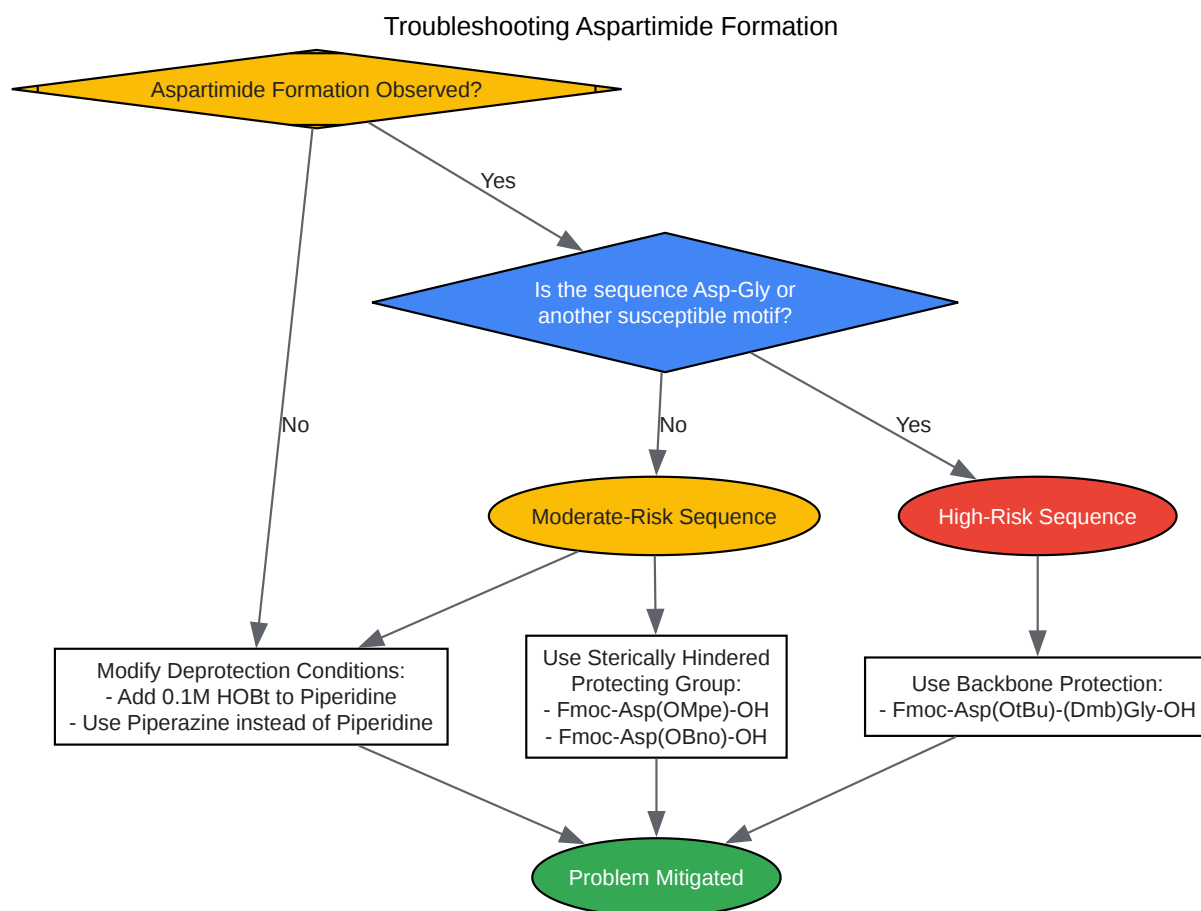 Troubleshooting Aspartimide Formation
Aspartimide Formation Observed?
Yes
Is the sequence Asp-Gly or
another susceptible motif?
No
No
Yes
Moderate-Risk Sequence
High-Risk Sequence
Modify Deprotection Conditions:
- Add 0.1M HOBt to Piperidine
- Use Piperazine instead of Piperidine
Use Sterically Hindered
Protecting Group:
- Fmoc-Asp(OMpe)-OH
- Fmoc-Asp(OBno)-OH
Use Backbone Protection:
- Fmoc-Asp(OtBu)-(Dmb)Gly-OH
Problem Mitigated